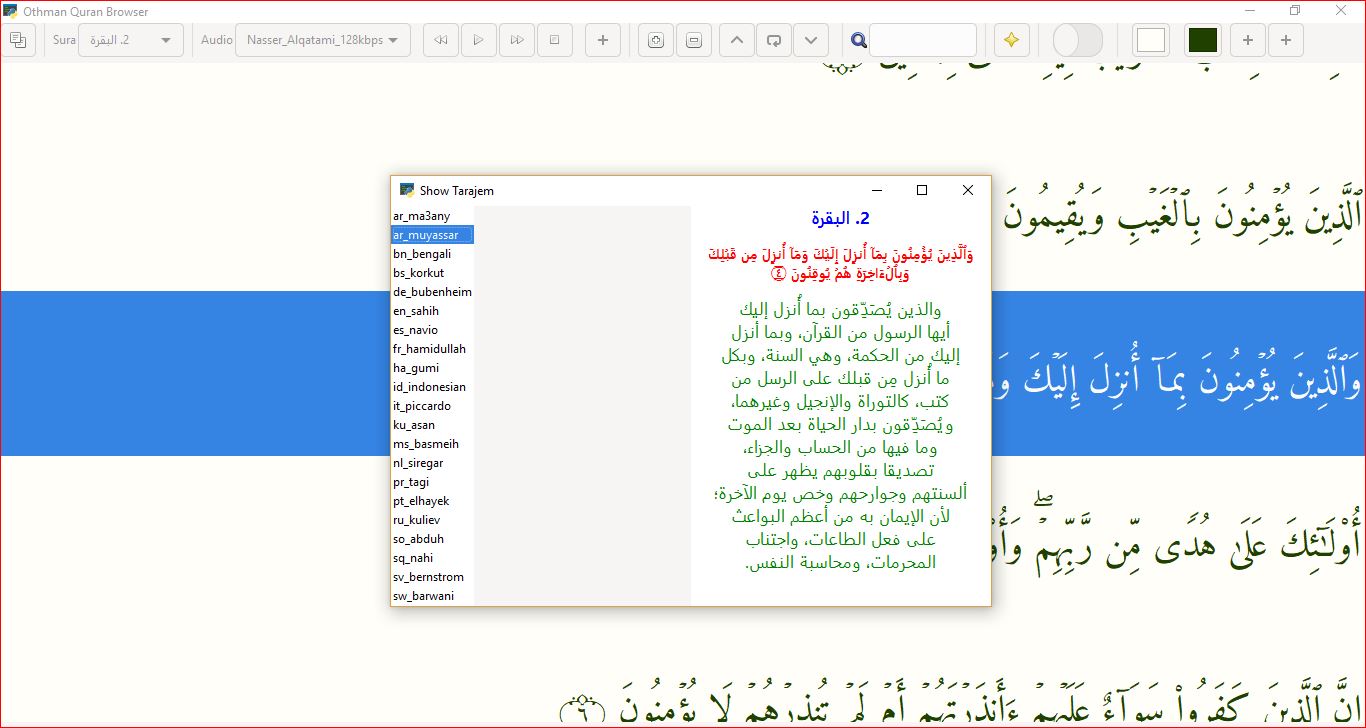 Othman Quran Browser
Sura 2. البقرة Audio Nasser_Alqatami_128kbps
ٱلَّذِينَ يُؤۡمِنُونَ بِٱلۡغَيۡبِ وَيُقِيمُونَ
وَٱلَّذِينَ يُؤۡمِنُونَ بِمَآ أُنزِلَ إِلَيۡكَ
أُوْلَٰٓئِكَ عَلَىٰ هُدٗى مِّن رَّبِّهِمۡۖ
إِنَّ ٱلَّذِينَ كَفَرُواْ سَوَآءٌ عَلَيۡهِمۡ ءَأَنذَرۡتَهُمۡ أَمۡ لَمۡ تُنذِرۡهُمۡ لَا يُؤۡمِنُونَ ٦
Show Tarajem
ar_ma3any
ar_muyassar
bn_bengali
bs_korkut
de_bubenheim
en_sahih
es_navio
fr_hamidullah
ha_gumi
id_indonesian
it_piccardo
ku_asan
ms_basmeih
nl_siregar
pr_tagi
pt_elhayek
ru_kuliev
so_abduh
sq_nahi
sv_bernstrom
sw_barwani
2. البقرة
وَٱلَّذِينَ يُؤۡمِنُونَ بِمَآ أُنزِلَ إِلَيۡكَ وَمَآ أُنزِلَ مِن قَبۡلِكَ
وَبِٱلۡأٓخِرَةِ هُمۡ يُوقِنُونَ ٤
والذين يُصَدِّقون بما أُنزل إليك
أيها الرسول من القرآن، وبما أنزل
إليك من الحكمة، وهي السنة، وبكل
ما أُنزل مِن قبلك على الرسل من
كتب، كالتوراة والإنجيل وغيرهما،
ويُصَدِّقون بدار الحياة بعد الموت
وما فيها من الحساب والجزاء،
تصديقا بقلوبهم يظهر على
ألسنتهم وجوارحهم وخص يوم الآخرة؛
لأن الإيمان به من أعظم البواعث
على فعل الطاعات، واجتناب
المحرمات، ومحاسبة النفس.